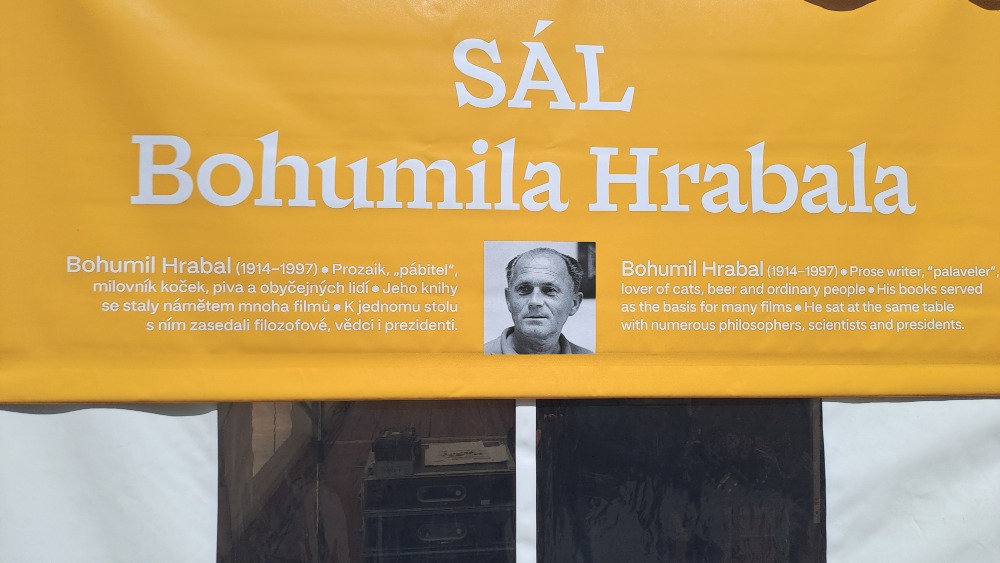 SÁL
Bohumila Hrabala
Bohumil Hrabal (1914–1997) • Prozaik, „pábitel“,
milovník koček, piva a obyčejných lidí • Jeho knihy
se staly námětem mnoha filmů • K jednomu stolu
s ním zasedali filozofové, vědci i prezidenti.
Bohumil Hrabal (1914–1997) • Prose writer, “palaveler”,
lover of cats, beer and ordinary people • His books served
as the basis for many films • He sat at the same table
with numerous philosophers, scientists and presidents.